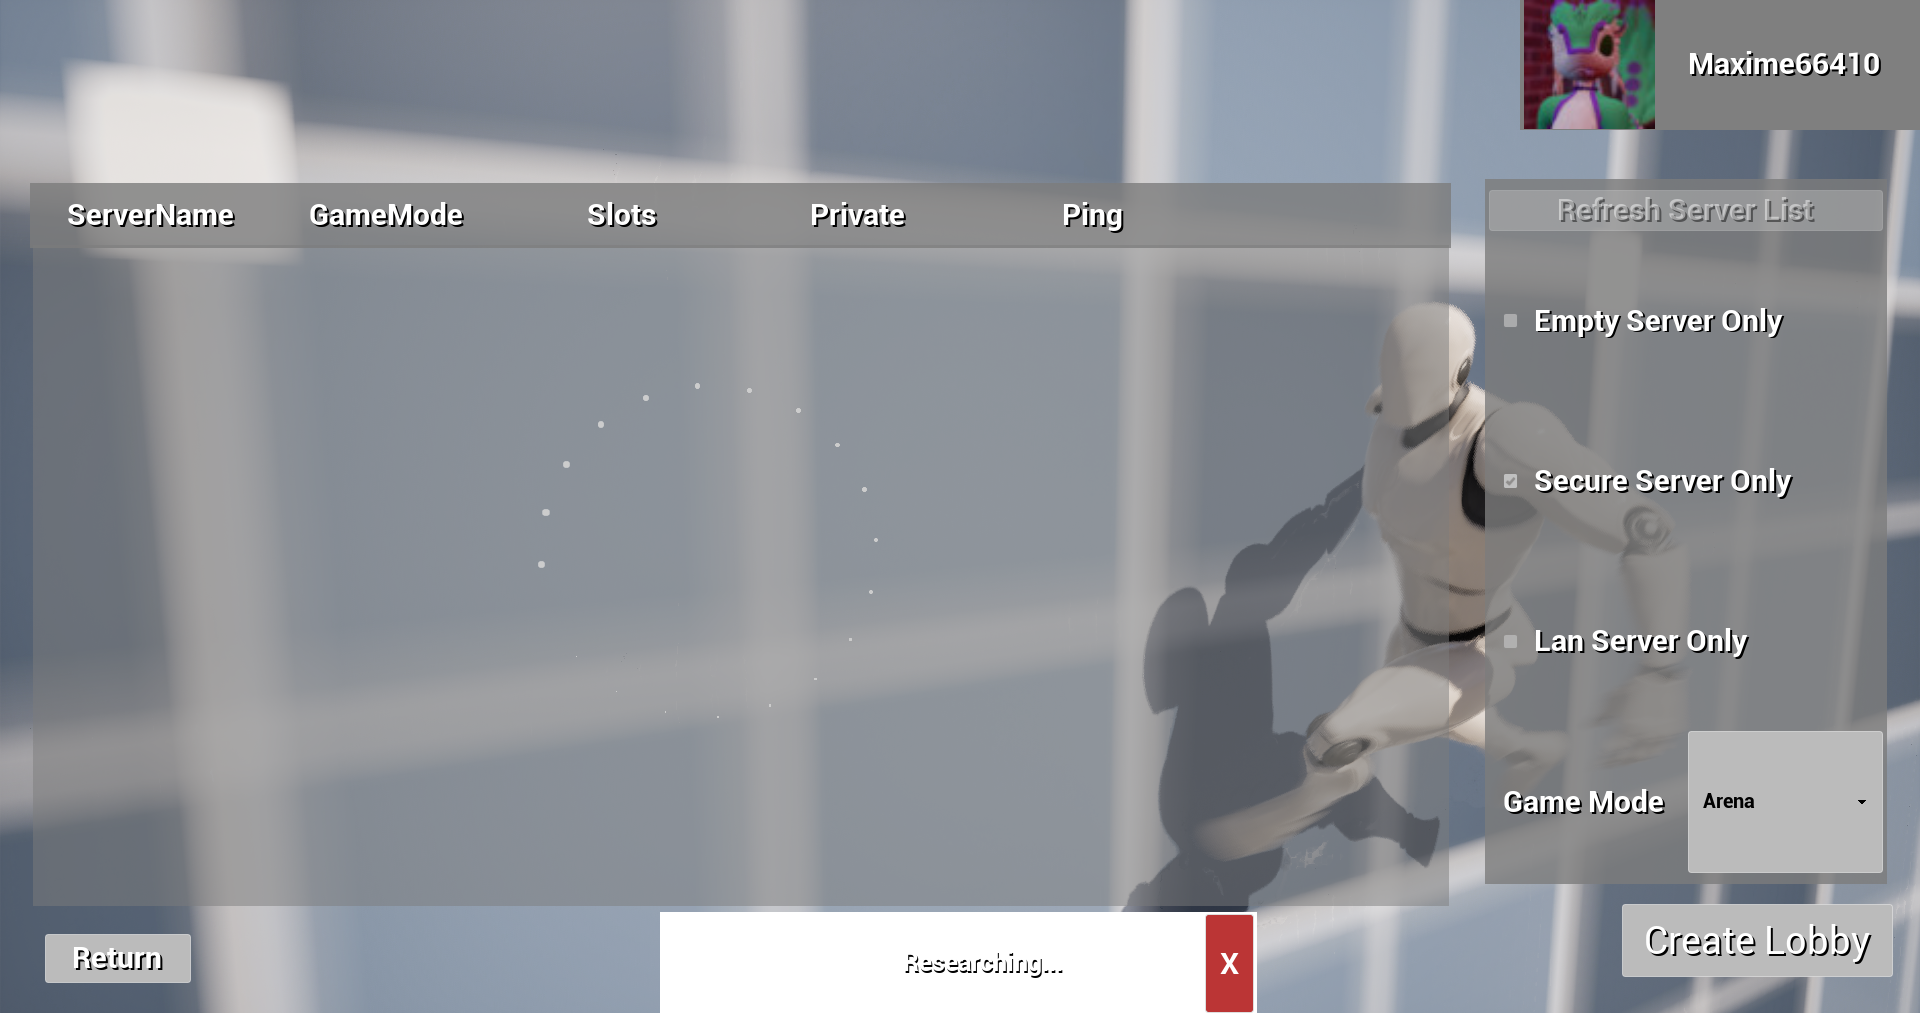 Maxime66410
ServerName GameMode Slots Private Ping
Refresh Server List
Empty Server Only
Secure Server Only
Lan Server Only
Game Mode Arena
Return
Researching...
X
Create Lobby